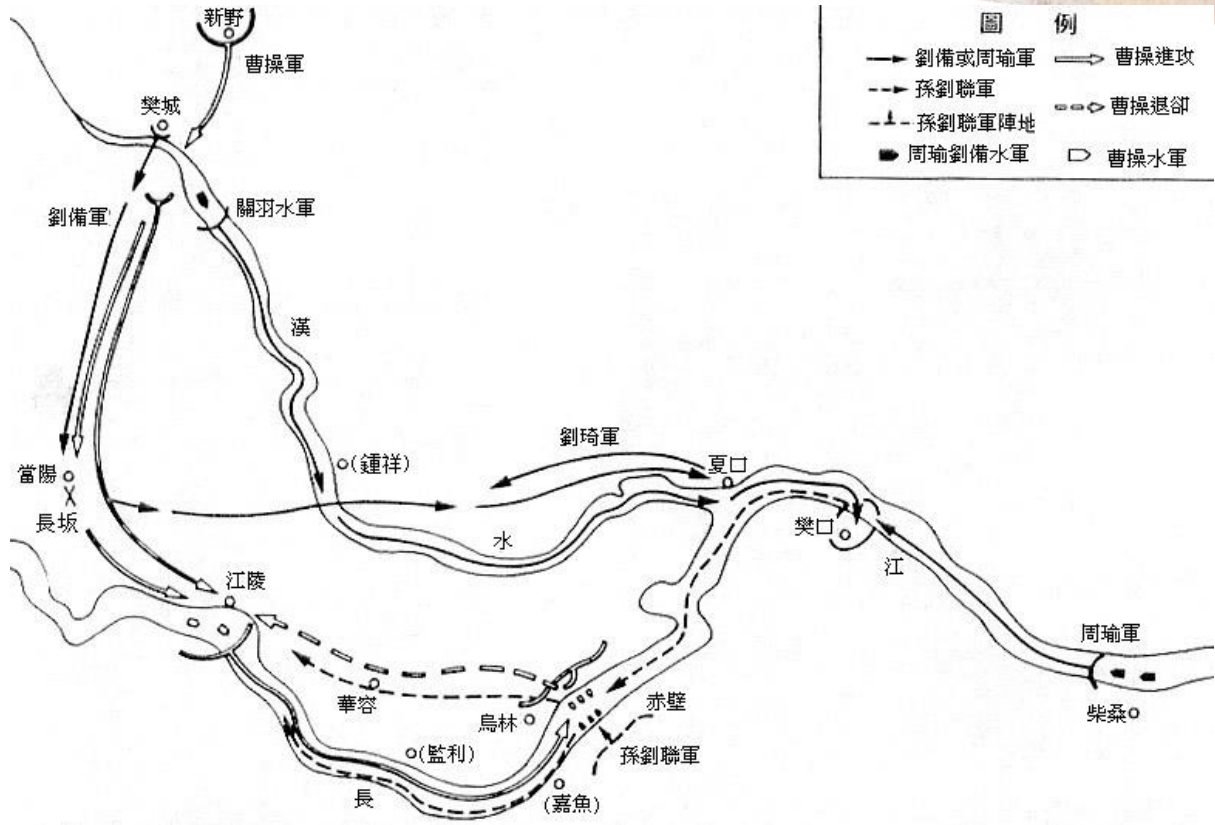 新野
曹操軍
樊城
劉備軍
關羽水軍
漢
(鍾祥)
當陽
長坂
劉琦軍
夏口
水
樊口
江
江陵
周瑜軍
柴桑
華容
烏林
赤壁
孫劉聯軍
(監利)
長
(嘉魚)
圖 例
劉備或周瑜軍
曹操進攻
孫劉聯軍
曹操退卻
孫劉聯軍陣地
周瑜劉備水軍
曹操水軍